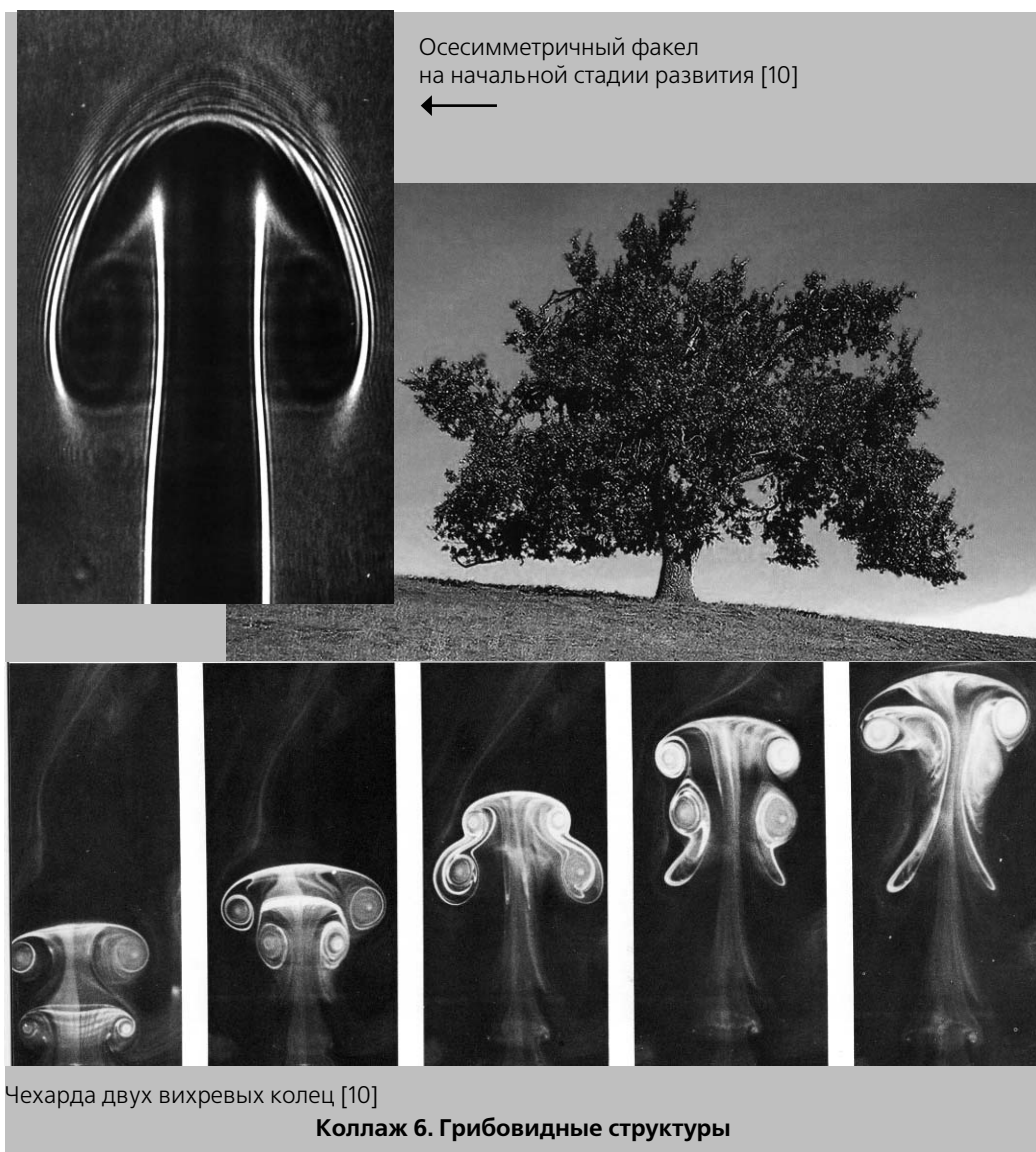 Осесимметричный факел
на начальной стадии развития [10]
Чехарда двух вихревых колец [10]
Коллаж 6. Грибовидные структуры